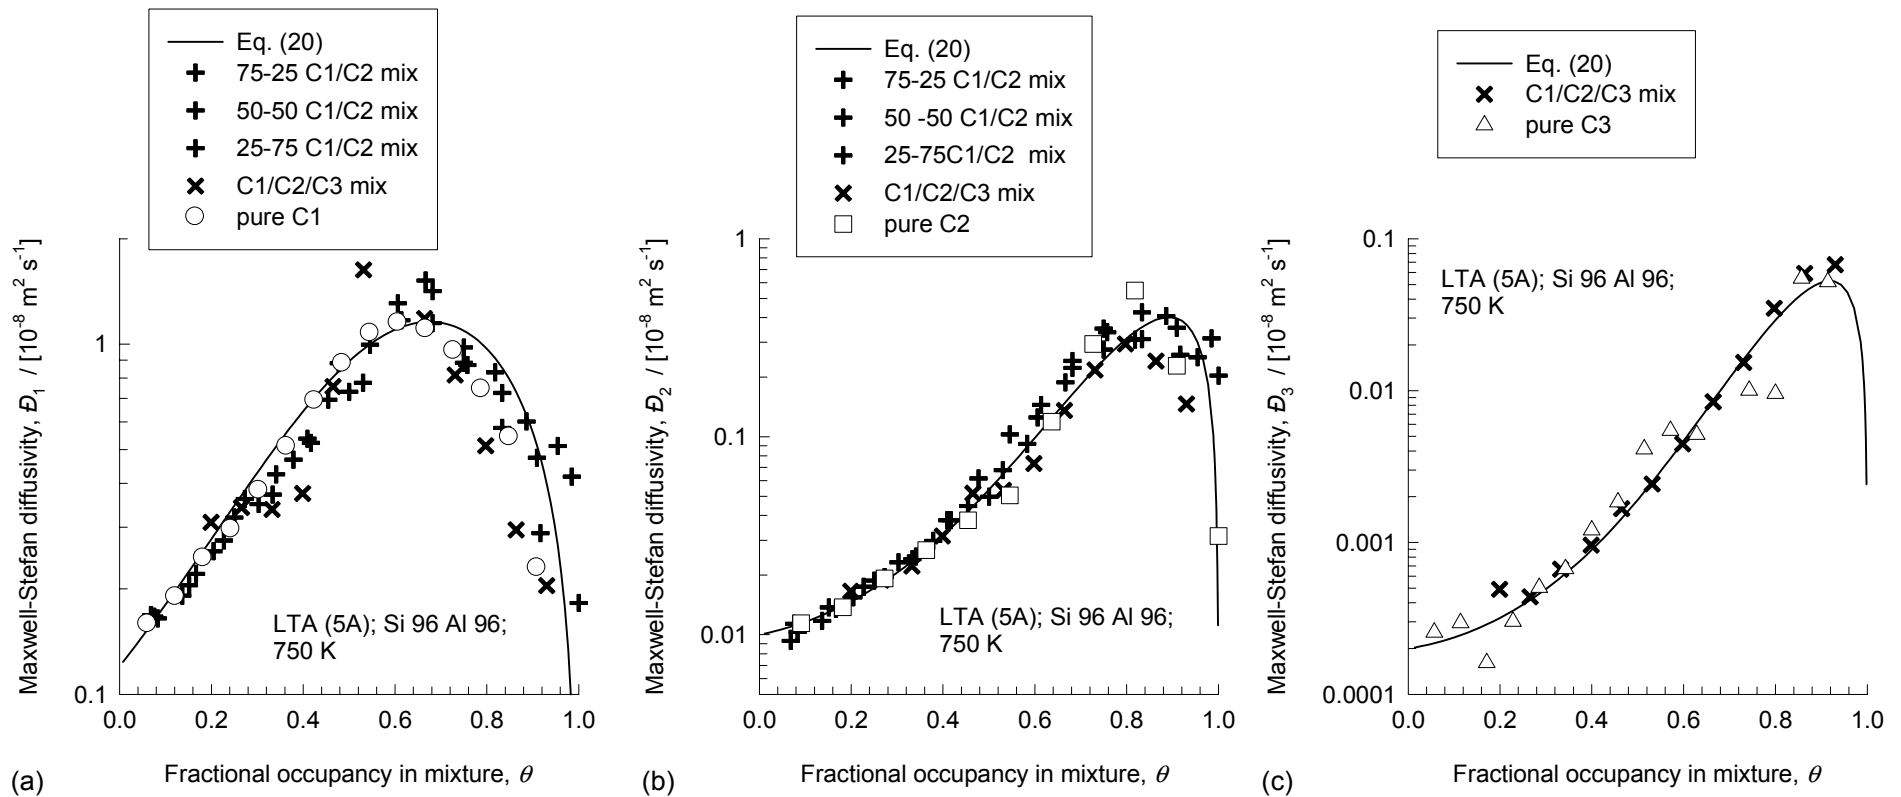 Eq. (20)
75-25 C1/C2 mix
50-50 C1/C2 mix
25-75 C1/C2 mix
C1/C2/C3 mix
pure C1
Maxwell-Stefan diffusivity, Đ1 / [10-8 m2 s-1]
2
1
0.1
0.0 0.2 0.4 0.6 0.8 1.0
LTA (5A); Si 96 Al 96;
750 K
(a)
Fractional occupancy in mixture, θ
Eq. (20)
75-25 C1/C2 mix
50 -50 C1/C2 mix
25-75C1/C2 mix
C1/C2/C3 mix
pure C2
Maxwell-Stefan diffusivity, Đ2 / [10-8 m2 s-1]
1
0.1
0.01
0.0 0.2 0.4 0.6 0.8 1.0
LTA (5A); Si 96 Al 96;
750 K
(b)
Fractional occupancy in mixture, θ
Eq. (20)
C1/C2/C3 mix
pure C3
Maxwell-Stefan diffusivity, Đ3 / [10-8 m2 s-1]
0.1
0.01
0.001
0.0001
0.0 0.2 0.4 0.6 0.8 1.0
LTA (5A); Si 96 Al 96;
750 K
(c)
Fractional occupancy in mixture, θ